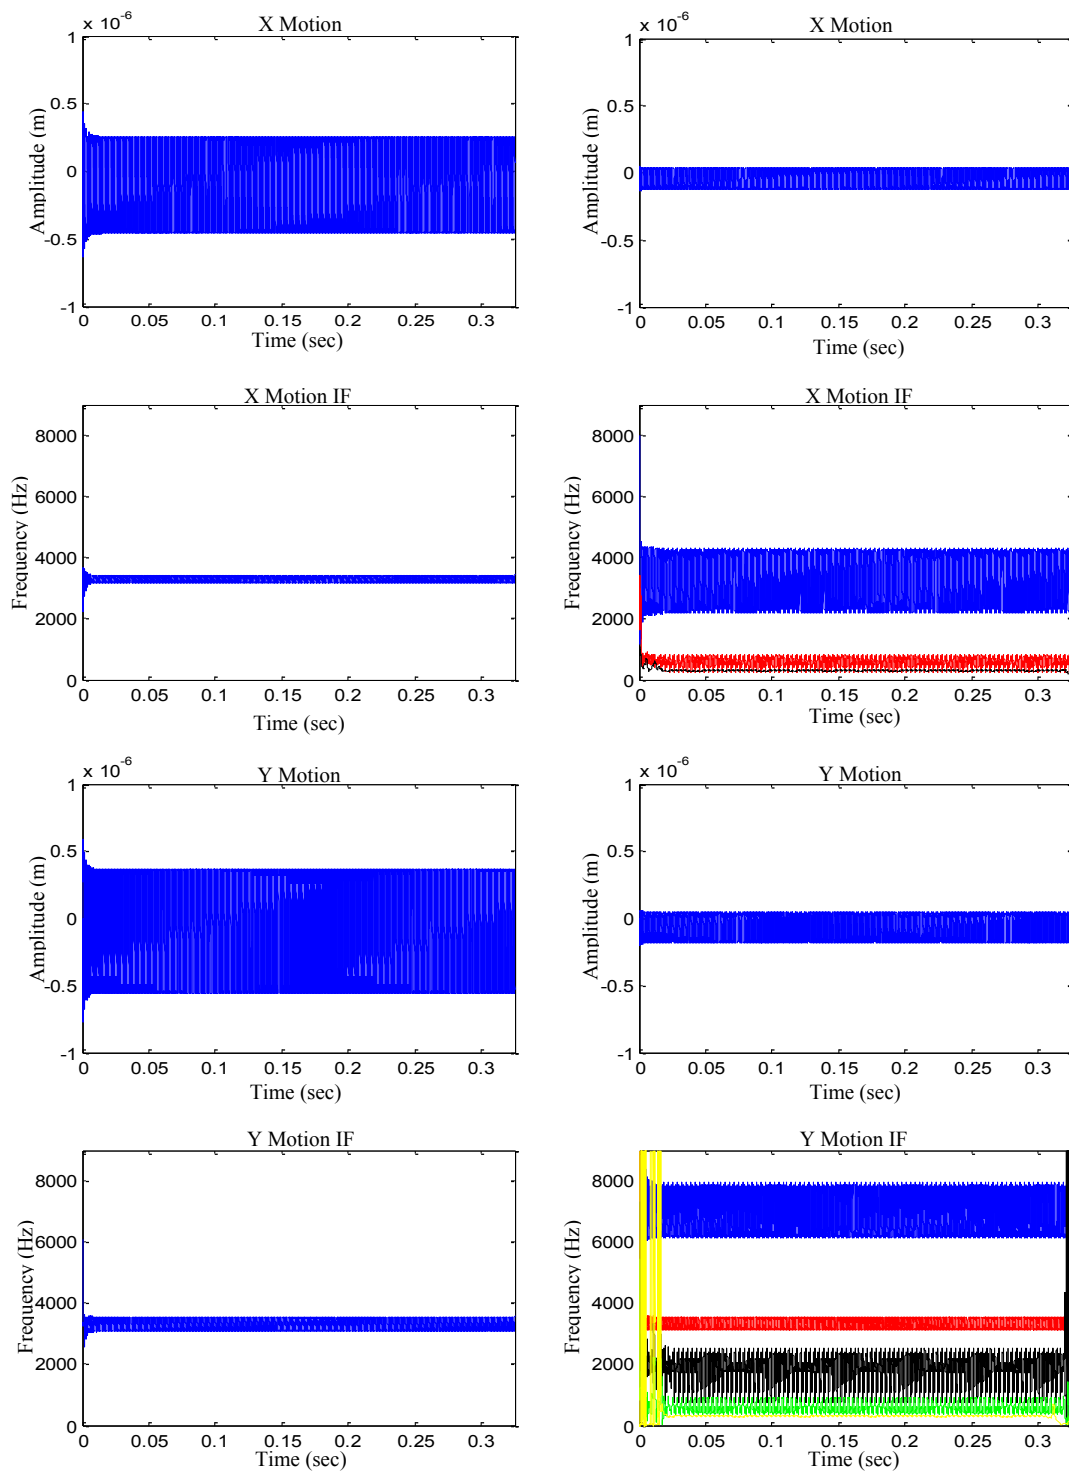 x 10⁻⁶
X Motion
1
0.5
0
-0.5
-1
Amplitude (m)
0 0.05 0.1 0.15 0.2 0.25 0.3
Time (sec)
x 10⁻⁶
X Motion
1
0.5
0
-0.5
-1
Amplitude (m)
0 0.05 0.1 0.15 0.2 0.25 0.3
Time (sec)
X Motion IF
8000
6000
4000
2000
0
Frequency (Hz)
0 0.05 0.1 0.15 0.2 0.25 0.3
Time (sec)
X Motion IF
8000
6000
4000
2000
0
Frequency (Hz)
0 0.05 0.1 0.15 0.2 0.25 0.3
Time (sec)
x 10⁻⁶
Y Motion
1
0.5
0
-0.5
-1
Amplitude (m)
0 0.05 0.1 0.15 0.2 0.25 0.3
Time (sec)
x 10⁻⁶
Y Motion
1
0.5
0
-0.5
-1
Amplitude (m)
0 0.05 0.1 0.15 0.2 0.25 0.3
Time (sec)
Y Motion IF
8000
6000
4000
2000
0
Frequency (Hz)
0 0.05 0.1 0.15 0.2 0.25 0.3
Time (sec)
Y Motion IF
8000
6000
4000
2000
0
Frequency (Hz)
0 0.05 0.1 0.15 0.2 0.25 0.3
Time (sec)